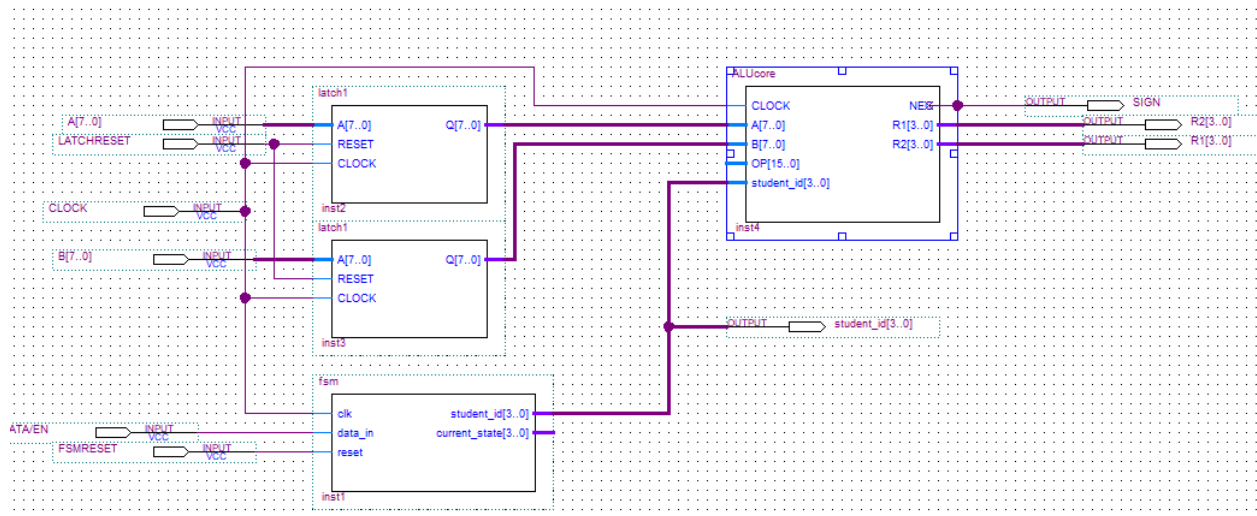 ALUcore
latch1
CLOCK
NEG
OUTPUT
SIGN
A[7..0]
INPUT
VCC
A[7..0]
Q[7..0]
A[7..0]
R1[3..0]
OUTPUT
R2[3..0]
LATCHRESET
INPUT
VCC
RESET
B[7..0]
R2[3..0]
OUTPUT
R1[3..0]
CLOCK
OP[15..0]
student_id[3..0]
CLOCK
INPUT
VCC
inst2
latch1
inst4
B[7..0]
INPUT
VCC
A[7..0]
Q[7..0]
RESET
CLOCK
OUTPUT
student_id[3..0]
inst3
fsm
clk
student_id[3..0]
ATA/EN
INPUT
VCC
data_in
current_state[3..0]
FSMRESET
INPUT
VCC
reset
inst1